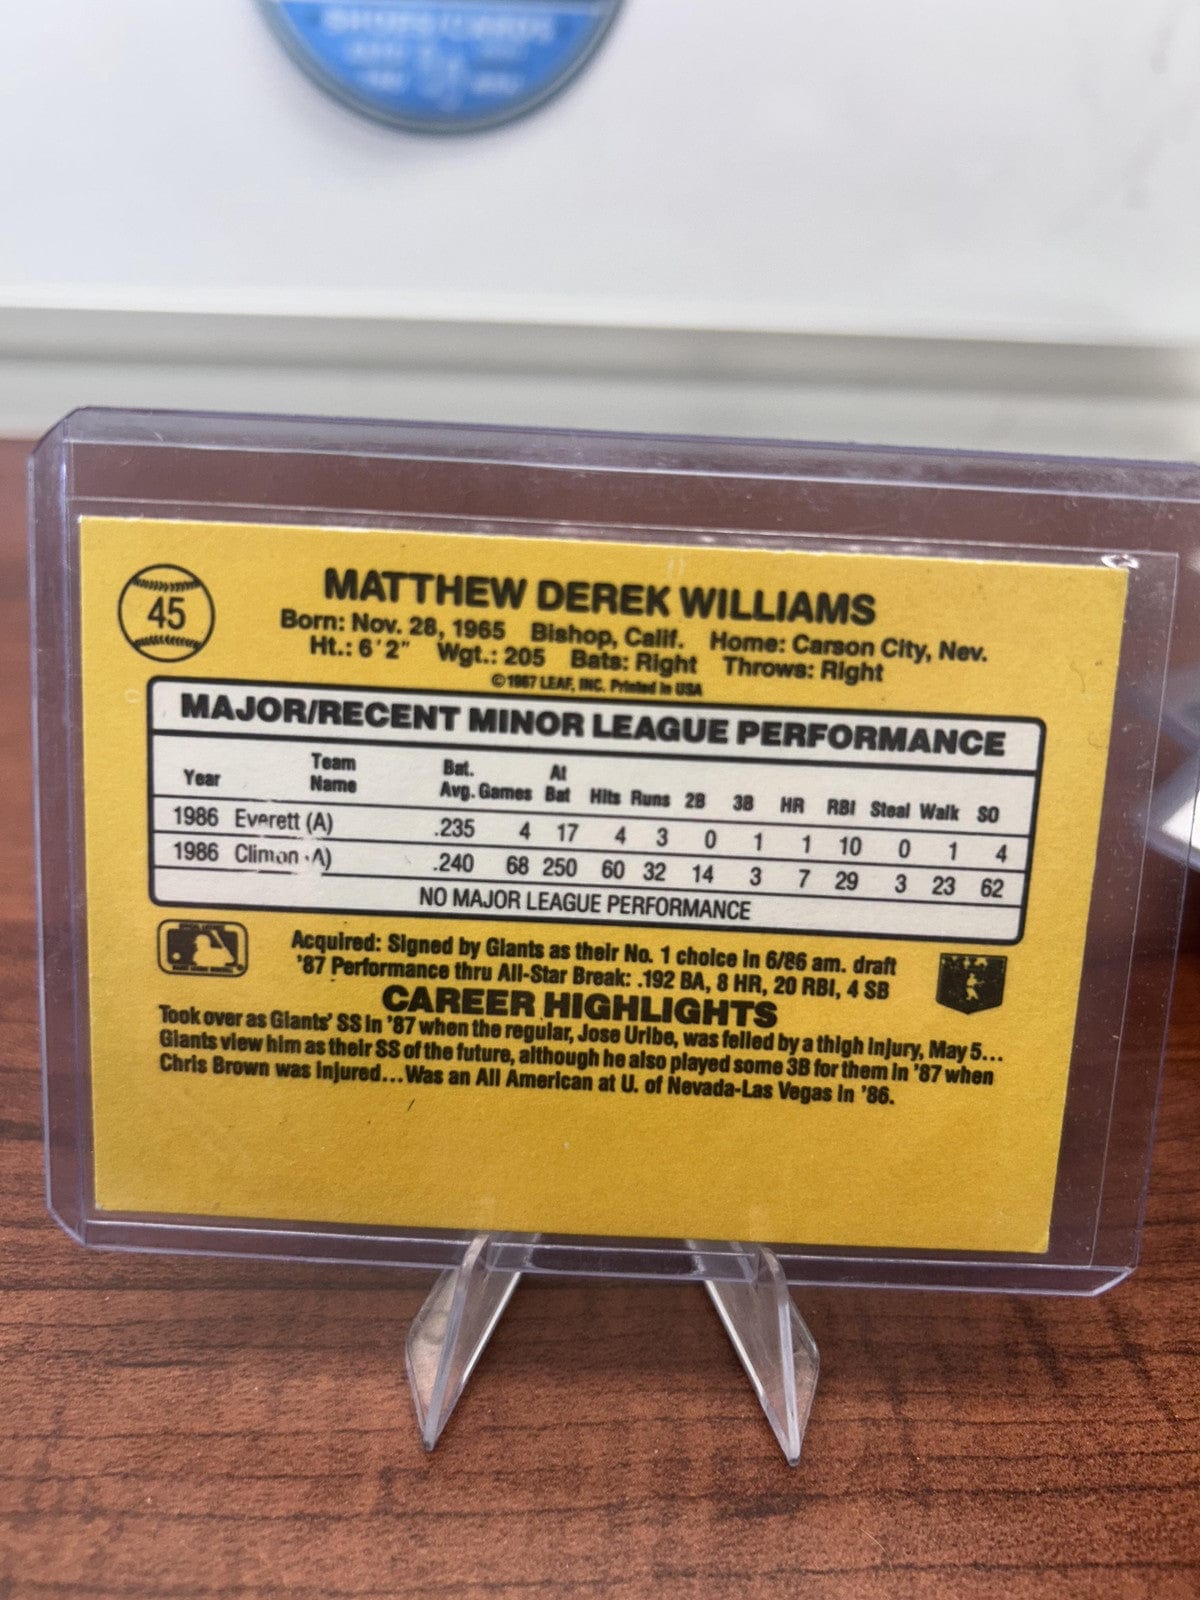 45
MATTHEW DEREK WILLIAMS
Born: Nov. 28, 1965 Bishop, Calif. Home: Carson City, Nev.
Ht.: 6'2" Wgt.: 205 Bats: Right Throws: Right
©1987 LEAF, INC. Printed in USA
MAJOR/RECENT MINOR LEAGUE PERFORMANCE
Year Team Name Bat. Avg. Games At Bat Hits Runs 2B 3B HR RBI Steal Walk SO
1986 Everett (A) .235 4 17 4 3 0 1 1 10 0 1 4
1986 Clinton (A) .240 68 250 60 32 14 3 7 29 3 23 62
NO MAJOR LEAGUE PERFORMANCE
Acquired: Signed by Giants as their No. 1 choice in 6/86 am. draft
'87 Performance thru All-Star Break: .192 BA, 8 HR, 20 RBI, 4 SB
CAREER HIGHLIGHTS
Took over as Giants' SS in '87 when the regular, Jose Uribe, was felled by a thigh injury, May 5...
Giants view him as their SS of the future, although he also played some 3B for them in '87 when
Chris Brown was injured...Was an All American at U. of Nevada-Las Vegas in '86.